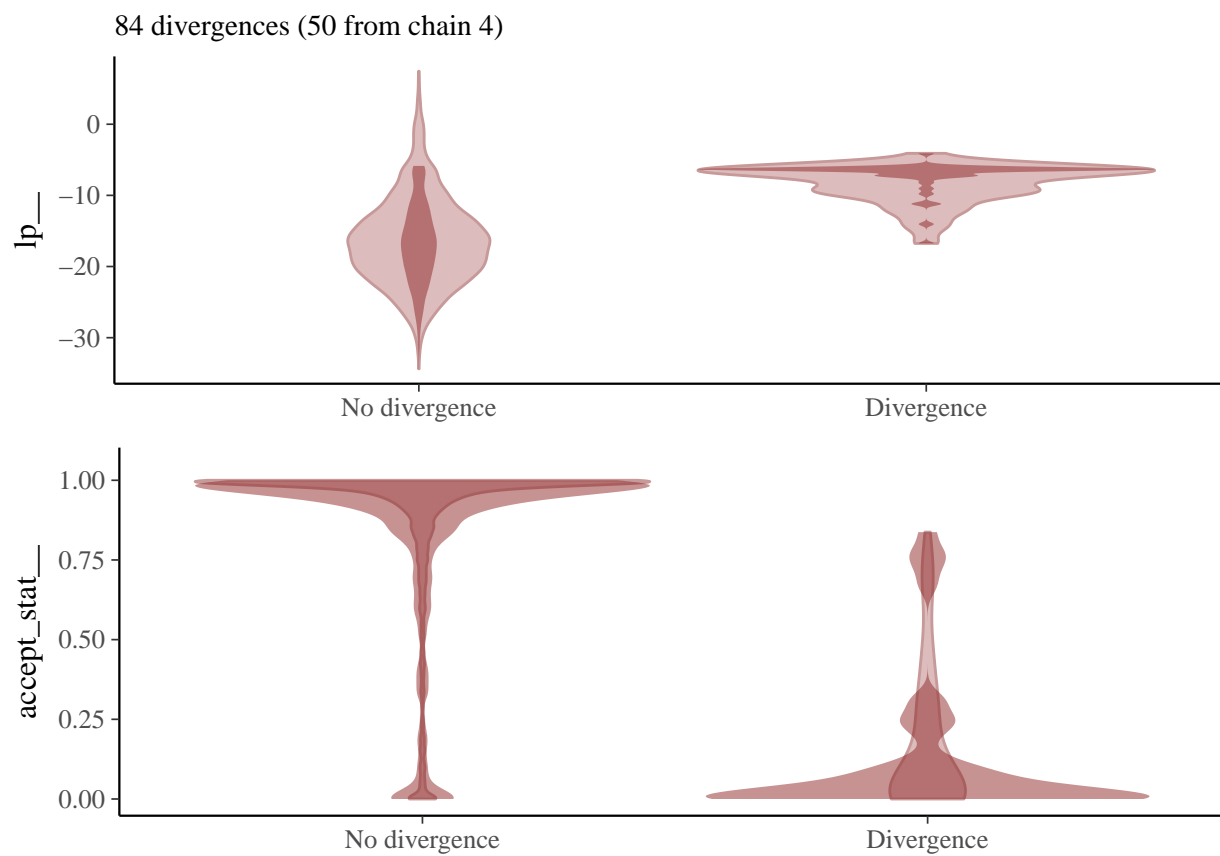 84 divergences (50 from chain 4)
lp__
0
−10
−20
−30
No divergence
Divergence
accept_stat__
1.00
0.75
0.50
0.25
0.00
No divergence
Divergence